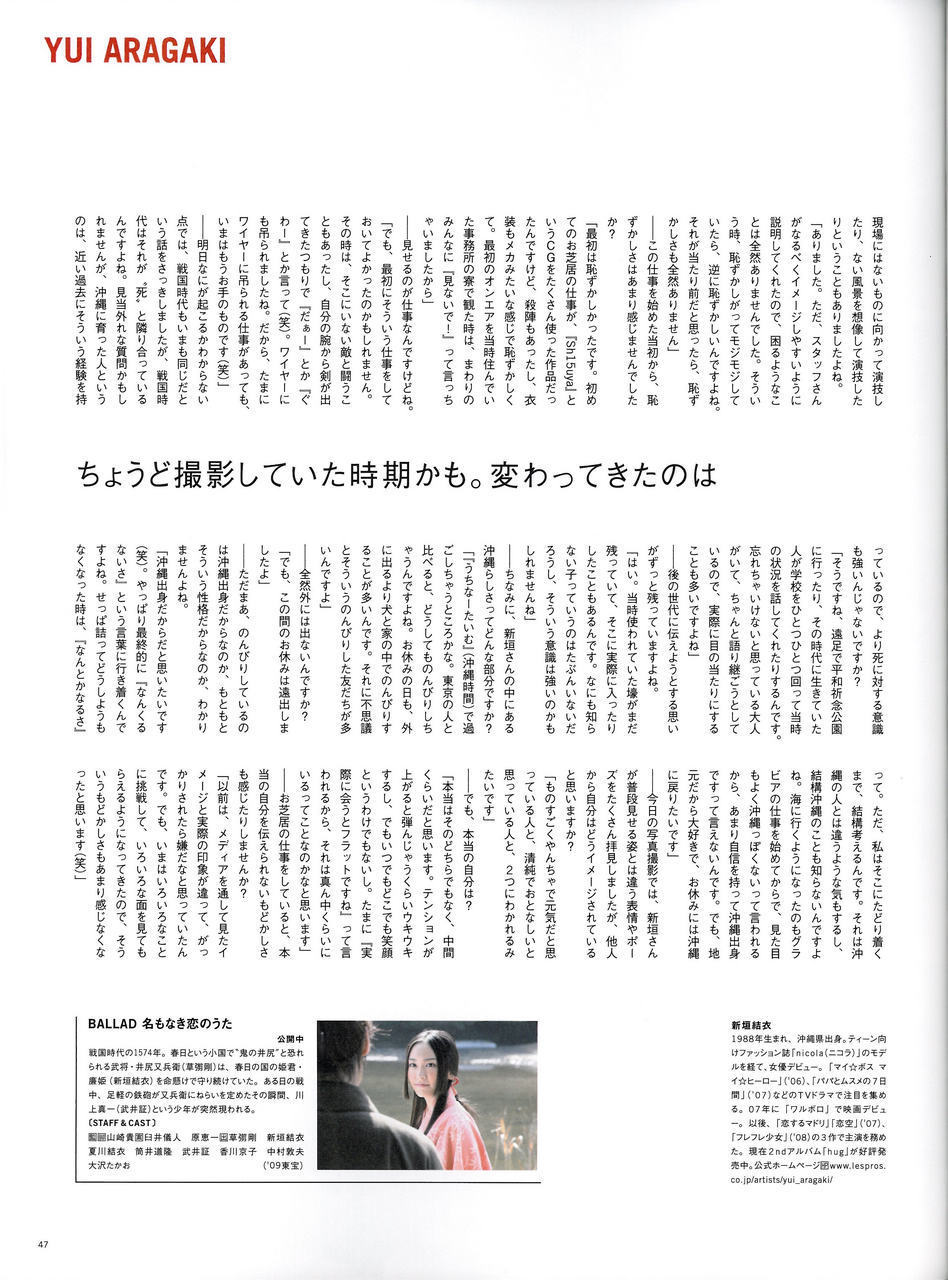 YUI ARAGAKI
現場にはないものに向かって演技し
たり、ない風景を想像して演技した
りということもありましたよね。
「ありました。ただ、スタッフさん
がなるべくイメージしやすいように
説明してくれたので、困るようなこ
とは全然ありませんでした。そうい
う時、恥ずかしがってモジモジして
いたら、逆に恥ずかしいんですよね。
それが当たり前だと思ったら、恥ず
かしさも全然ありません」
──この仕事を始めた当初から、恥
ずかしさはあまり感じませんでした
か?
「最初は恥ずかしかったです。初め
てのお芝居の仕事が、『Sh15uya』と
いうCGをたくさん使った作品だっ
たんですけど、殺陣もあったし、衣
装もメカみたいな感じで恥ずかしく
て。最初のオンエアを当時住んでい
た事務所の寮で観た時は、まわりの
みんなに『見ないで!』って言っち
ゃいましたから」
──見せるのが仕事なんですけどね。
「でも、最初にそういう仕事をして
おいてよかったのかもしれません。
その時は、そこにいない敵と闘うこ
ともあったし、自分の腕から剣が出
てきたつもりで『だぁー』とか『ぐ
わー』とか言って(笑)。ワイヤーに
も吊られましたね。だから、たまに
ワイヤーに吊られる仕事があっても、
いまはもうお手のものです(笑)」
──明日なにが起こるかわからない
点では、戦国時代もいまも同じだと
いう話をさっきしましたが、戦国時
代はそれが〝死〟と隣り合っている
んですよね。見当外れな質問かもし
れませんが、沖縄に育った人という
のは、近い過去にそういう経験を持
ちょうど撮影していた時期かも。変わってきたのは
っているので、より死に対する意識
も強いんじゃないですか?
「そうですね、遠足で平和祈念公園
に行ったり、その時代に生きていた
人が学校をひとつひとつ回って当時
の状況を話してくれたりするんです。
忘れちゃいけないと思っている大人
がいて、ちゃんと語り継ごうとして
いるので、実際に目の当たりにする
ことも多いですよね」
──後の世代に伝えようとする思い
がずっと残っていますよね。
「はい。当時使われていた壕がまだ
残っていて、そこに実際に入ったり
したこともあるんです。なにも知ら
ない子っていうのはたぶんいないだ
ろうし、そういう意識は強いのかも
しれませんね」
──ちなみに、新垣さんの中にある
沖縄らしさってどんな部分ですか?
「『うちなーたいむ』(沖縄時間)で過
ごしちゃうところかな。東京の人と
比べると、どうしてものんびりしち
ゃうんですよね。お休みの日も、外
に出るより犬と家の中でのんびりす
ることが多いんです。それに不思議
とそういうのんびりした友だちが多
いんですよ」
──全然外には出ないんですか?
「でも、この間のお休みは遠出しま
したよ」
──ただまあ、のんびりしているの
は沖縄出身だからなのか、もともと
そういう性格だからなのか、わかり
ませんよね。
「沖縄出身だからだと思いたいです
(笑)。やっぱり最終的に『なんくる
ないさ』という言葉に行き着くんで
すよね。せっぱ詰ってどうしようも
なくなった時は、『なんとかなるさ』
って。ただ、私はそこにたどり着く
まで、結構考えるんです。それは沖
縄の人とは違うような気もするし、
結構沖縄のことも知らないんですよ
ね。海に行くようになったのもグラ
ビアの仕事を始めてからで、見た目
もよく沖縄っぽくないって言われる
から、あまり自信を持って沖縄出身
ですって言えないんです。でも、地
元だから大好きで、お休みには沖縄
に戻りたいです」
──今日の写真撮影では、新垣さん
が普段見せる姿とは違う表情やポー
ズをたくさん拝見しましたが、他人
から自分はどうイメージされている
と思いますか?
「ものすごくやんちゃで元気だと思
っている人と、清純でおとなしいと
思っている人と、2つにわかれるみ
たいです」
──でも、本当の自分は?
「本当はそのどちらでもなく、中間
くらいだと思います。テンションが
上がると弾んじゃうくらいウキウキ
するし、でもいつでもどこでも笑顔
というわけでもないし。たまに『実
際に会うとフラットですね』って言
われるから、それは真ん中くらいに
いるってことなのかなと思います」
──お芝居の仕事をしていると、本
当の自分を伝えられないもどかしさ
も感じたりしませんか?
「以前は、メディアを通して見たイ
メージと実際の印象が違って、がっ
かりされたら嫌だなと思っていたん
です。でも、いまはいろいろなこと
に挑戦して、いろいろな面を見ても
らえるようになってきたので、そう
いうもどかしさもあまり感じなくな
ったと思います(笑)」
BALLAD 名もなき恋のうた
公開中
戦国時代の1574年。春日という小国で"鬼の井尻"と恐れ
られる武将・井尻又兵衛(草彅剛)は、春日の国の姫君・
廉姫(新垣結衣)を命懸けで守り続けていた。ある日の戦
中、足軽の鉄砲が又兵衛にねらいを定めたその瞬間、川
上真一(武井証)という少年が突然現われる。
〔STAFF & CAST〕
山崎貴 臼井儀人 原恵一 草彅剛 新垣結衣
夏川結衣 筒井道隆 武井証 香川京子 中村敦夫
大沢たかお
('09東宝)
新垣結衣
1988年生まれ、沖縄県出身。ティーン向
けファッション誌「nicola(ニコラ)」のモデ
ルを経て、女優デビュー。「マイ☆ボス マ
イ☆ヒーロー」('06)、「パパとムスメの7日
間」('07)などのTVドラマで注目を集め
る。07年に「ワルボロ」で映画デビュ
ー。以後、「恋するマドリ」「恋空」('07)、
「フレフレ少女」('08)の3作で主演を務め
た。現在2ndアルバム「hug」が好評発
売中。公式ホームページwww.lespros.
co.jp/artists/yui_aragaki/
47